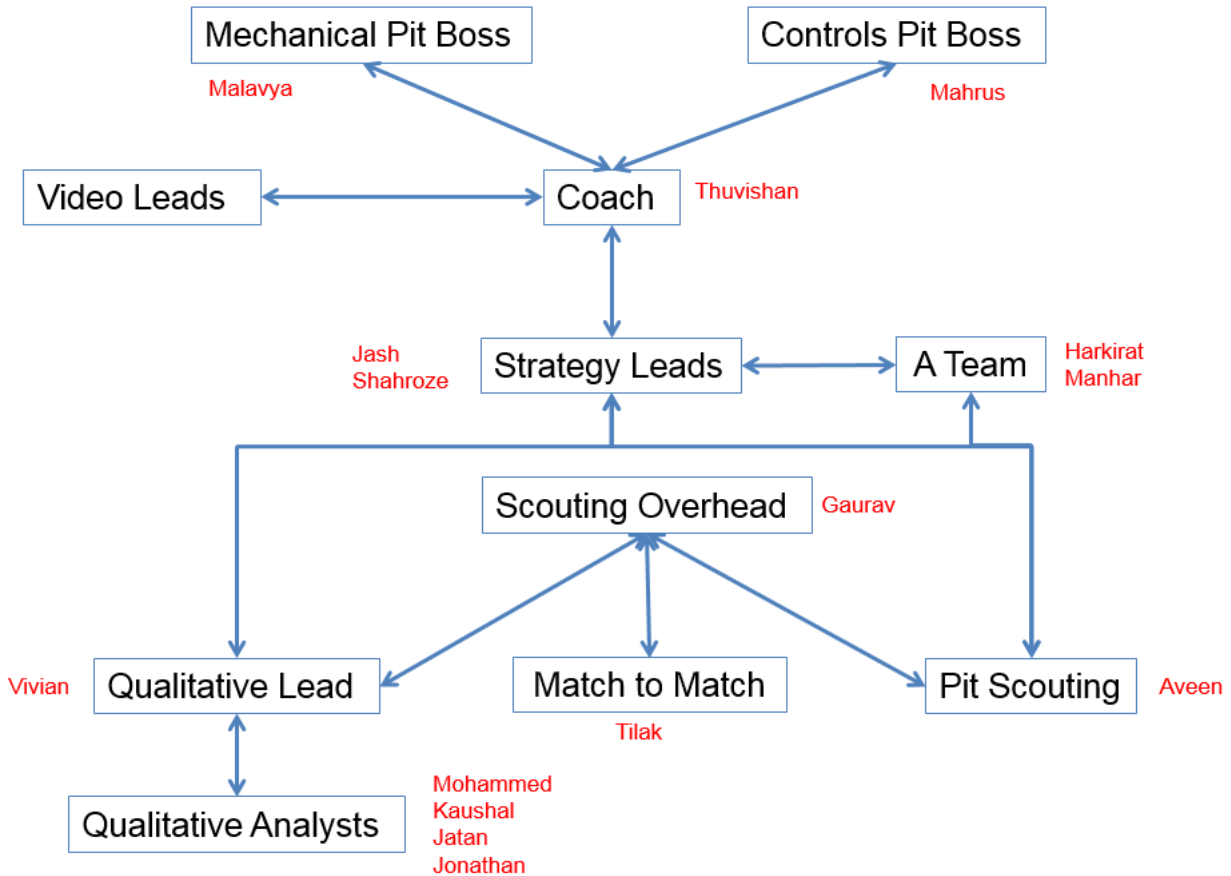 Mechanical Pit Boss
Controls Pit Boss
Malavya
Mahrus
Video Leads
Coach
Thuvishan
Jash
Shahroze
Strategy Leads
A Team
Harkirat
Manhar
Scouting Overhead
Gaurav
Vivian
Qualitative Lead
Match to Match
Pit Scouting
Aveen
Tilak
Qualitative Analysts
Mohammed
Kaushal
Jatan
Jonathan